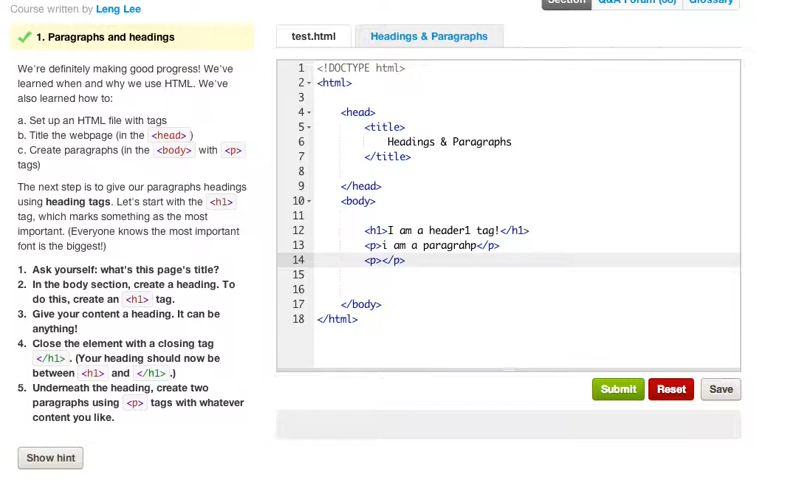 Course written by Leng Lee
Section Q&A Forum Glossary
1. Paragraphs and headings
test.html Headings & Paragraphs
We're definitely making good progress! We've
learned when and why we use HTML. We've
also learned how to:
a. Set up an HTML file with tags
b. Title the webpage (in the <head> )
c. Create paragraphs (in the <body> with <p>
tags)
The next step is to give our paragraphs headings
using heading tags. Let's start with the <h1>
tag, which marks something as the most
important. (Everyone knows the most important
font is the biggest!)
1. Ask yourself: what's this page's title?
2. In the body section, create a heading. To
do this, create an <h1> tag.
3. Give your content a heading. It can be
anything!
4. Close the element with a closing tag
</h1> . (Your heading should now be
between <h1> and </h1> .)
5. Underneath the heading, create two
paragraphs using <p> tags with whatever
content you like.
Show hint
1 <!DOCTYPE html>
2 <html>
3
4 <head>
5 <title>
6 Headings & Paragraphs
7 </title>
8
9 </head>
10 <body>
11
12 <h1>I am a header1 tag!</h1>
13 <p>i am a paragrahp</p>
14 <p></p>
15
16
17 </body>
18 </html>
Submit Reset Save